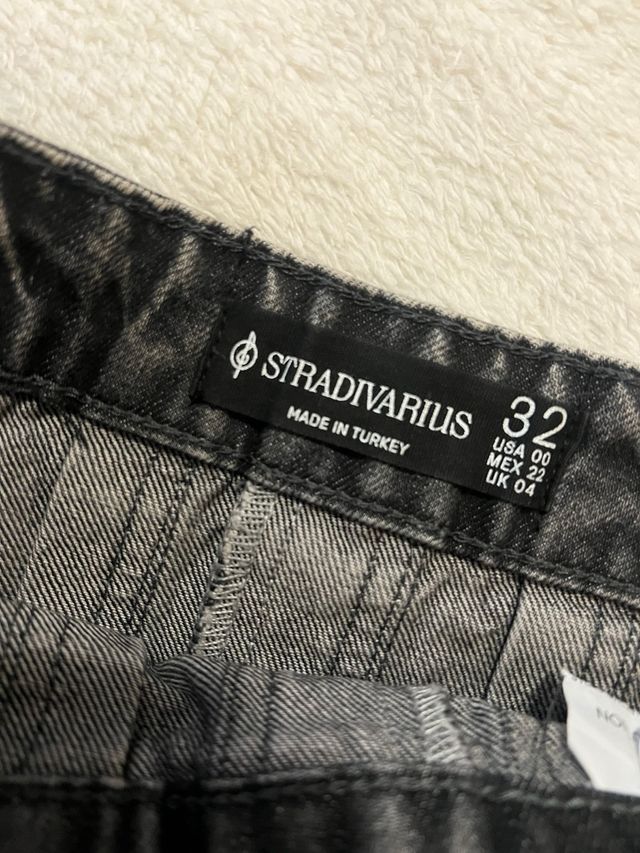 STRADIVARIUS
MADE IN TURKEY
32
USA 00
MEX 22
UK 04